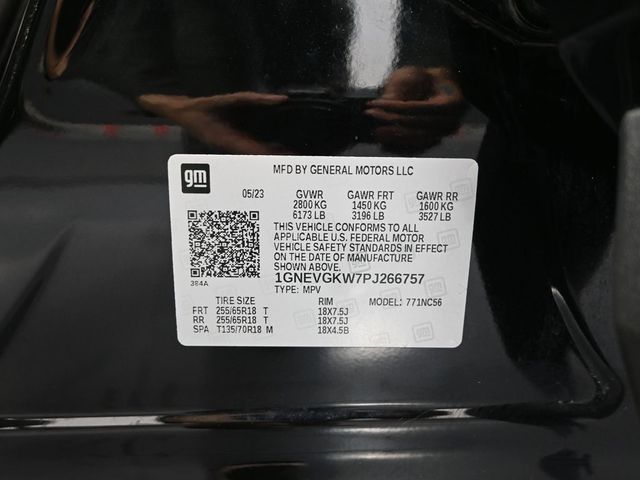 gm
MFD BY GENERAL MOTORS LLC
05/23 GVWR GAWR FRT GAWR RR
2800 KG 1450 KG 1600 KG
6173 LB 3196 LB 3527 LB
THIS VEHICLE CONFORMS TO ALL
APPLICABLE U.S. FEDERAL MOTOR
VEHICLE SAFETY STANDARDS IN EFFECT
ON THE DATE OF MANUFACTURE
SHOWN ABOVE.
384A
1GNEVGKW7PJ266757
TYPE: MPV MODEL: 771NC56
TIRE SIZE RIM
FRT 255/65R18 T 18X7.5J
RR 255/65R18 T 18X7.5J
SPA T135/70R18 M 18X4.5B